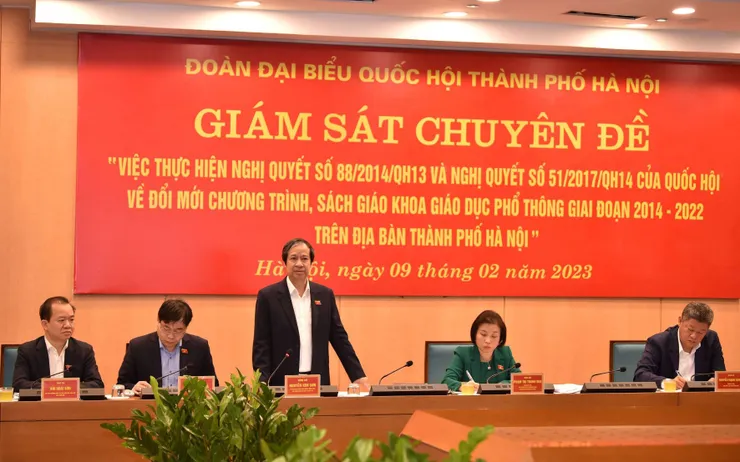 ĐOÀN ĐẠI BIỂU QUỐC HỘI THÀNH PHỐ HÀ NỘI
GIÁM SÁT CHUYÊN ĐỀ
"VIỆC THỰC HIỆN NGHỊ QUYẾT SỐ 88/2014/QH13 VÀ NGHỊ QUYẾT SỐ 51/2017/QH14 CỦA QUỐC HỘI
VỀ ĐỔI MỚI CHƯƠNG TRÌNH, SÁCH GIÁO KHOA GIÁO DỤC PHỔ THÔNG GIAI ĐOẠN 2014 - 2022
TRÊN ĐỊA BÀN THÀNH PHỐ HÀ NỘI"
Hà Nội, ngày 09 tháng 02 năm 2023
NGUYỄN KIM SƠN